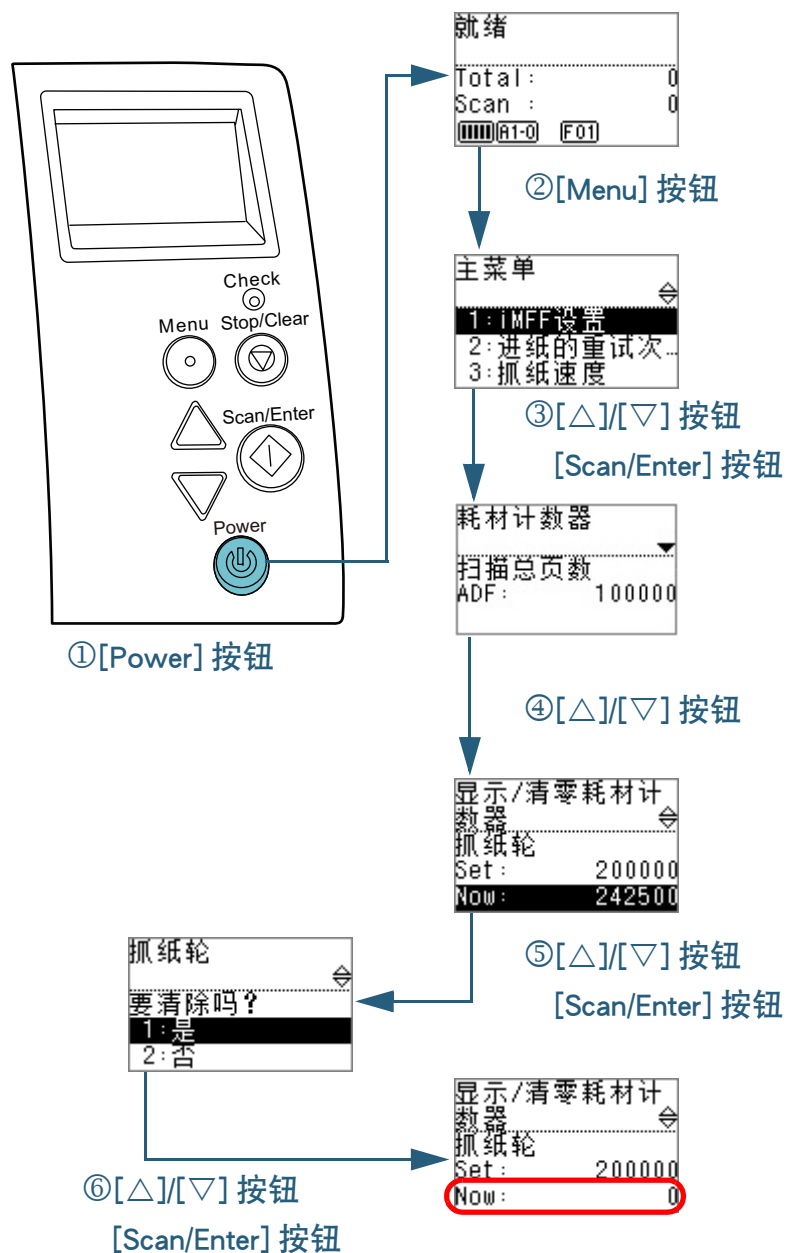 就绪
Total: 0
Scan : 0
A1-0 F01
②[Menu] 按钮
主菜单
1:iMFF设置
2:进纸的重试次…
3:抓纸速度
③[△]/[▽] 按钮
[Scan/Enter] 按钮
Check
Menu Stop/Clear
Scan/Enter
Power
①[Power] 按钮
耗材计数器
扫描总页数
ADF: 100000
④[△]/[▽] 按钮
显示/清零耗材计
数器
抓纸轮
Set: 200000
Now: 242500
⑤[△]/[▽] 按钮
[Scan/Enter] 按钮
抓纸轮
要清除吗?
1:是
2:否
⑥[△]/[▽] 按钮
[Scan/Enter] 按钮
显示/清零耗材计
数器
抓纸轮
Set: 200000
Now: 0